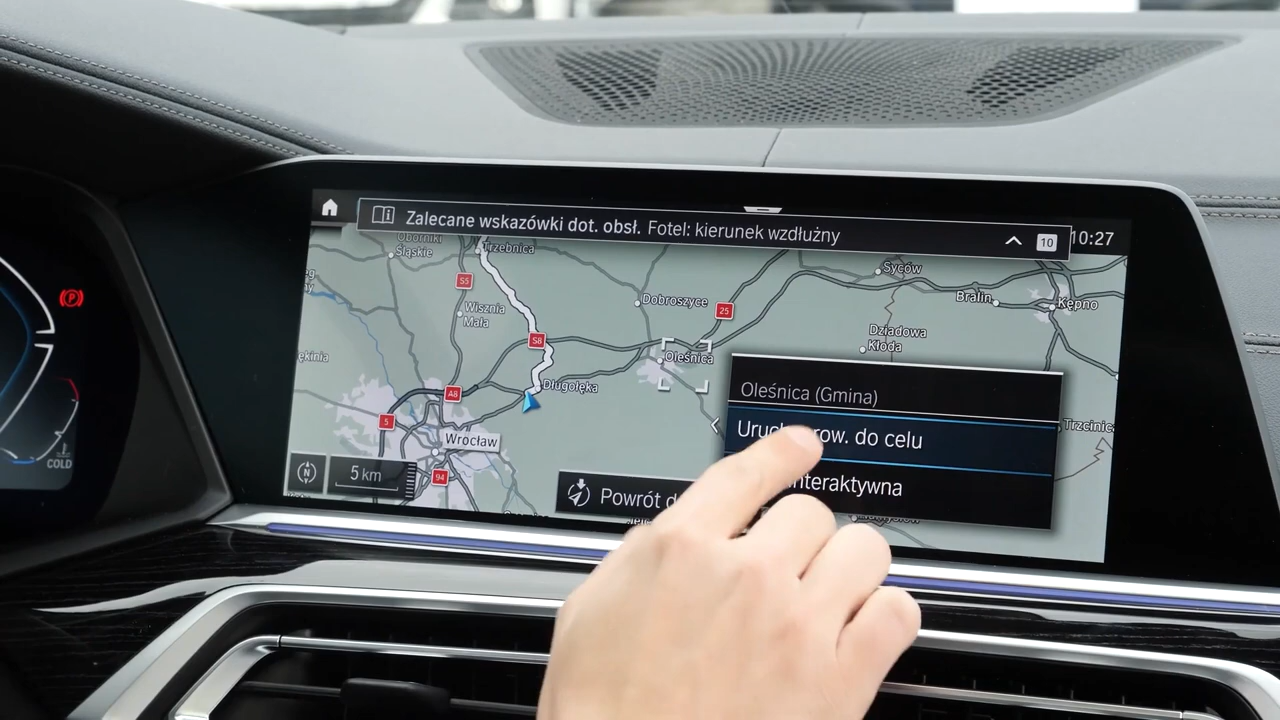 Zalecane wskazówki dot. obsł. Fotel: kierunek wzdłużny
10
10:27
Oborniki
Śląskie
Trzebnica
S5
Wisznia
Mała
S8
Dobroszyce
25
Syców
Bralin
Kępno
Dziadowa
Kłoda
Oleśnica
Długołęka
A8
5
Wrocław
94
N
5 km
Oleśnica (Gmina)
do celu
interaktywna
Powrót
COLD
P